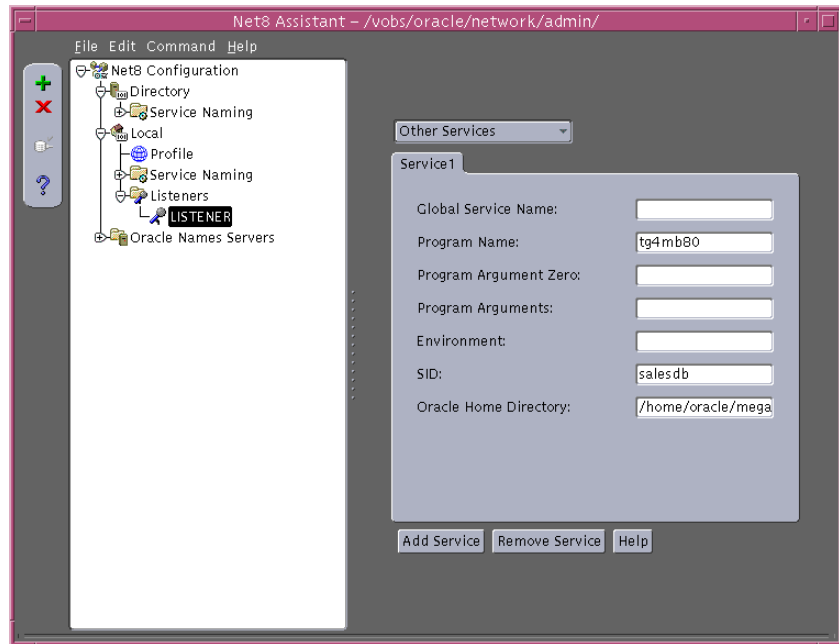 Net8 Assistant – /vobs/oracle/network/admin/
File Edit Command Help
Net8 Configuration
Directory
Service Naming
Local
Profile
Service Naming
Listeners
LISTENER
Oracle Names Servers
Other Services
Service1
Global Service Name:
Program Name: tg4mb80
Program Argument Zero:
Program Arguments:
Environment:
SID: salesdb
Oracle Home Directory: /home/oracle/mega
Add Service Remove Service Help